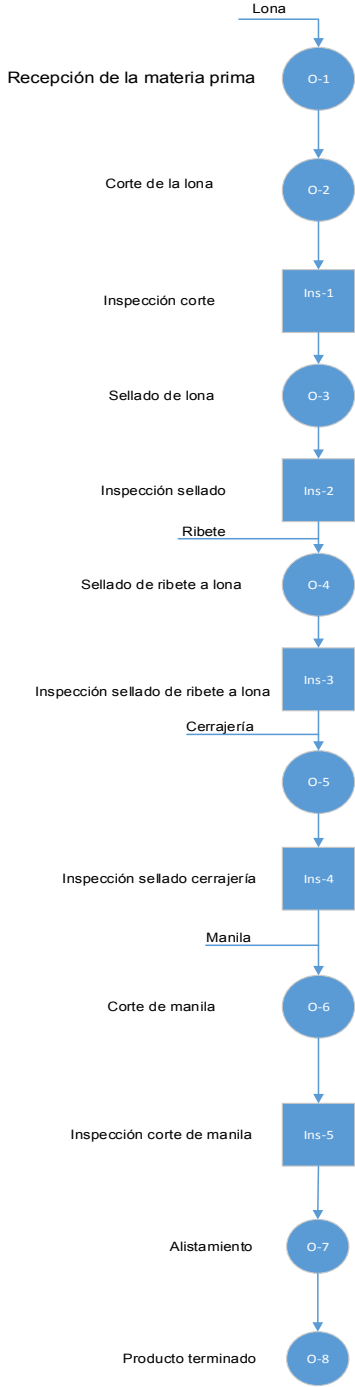 Lona
Recepción de la materia prima
O-1
Corte de la lona
O-2
Inspección corte
Ins-1
Sellado de lona
O-3
Inspección sellado
Ins-2
Ribete
Sellado de ribete a lona
O-4
Inspección sellado de ribete a lona
Ins-3
Cerrajería
O-5
Inspección sellado cerrajería
Ins-4
Manila
Corte de manila
O-6
Inspección corte de manila
Ins-5
Alistamiento
O-7
Producto terminado
O-8